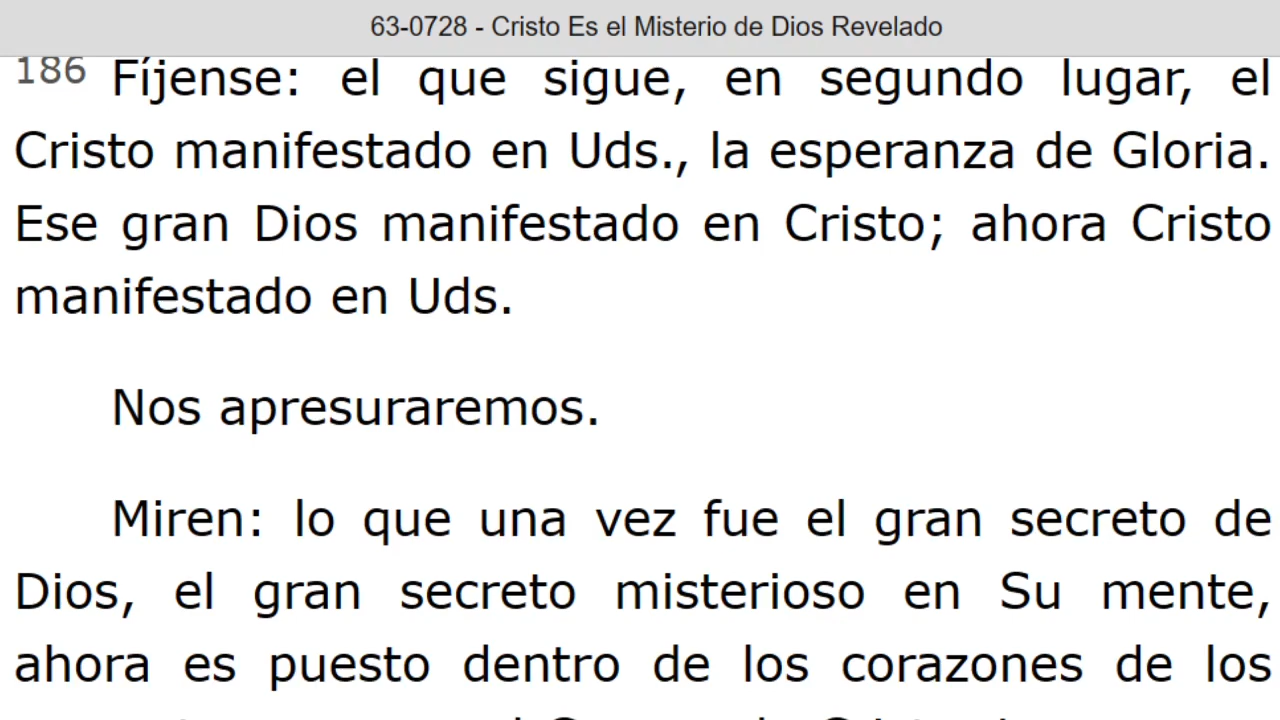 63-0728 - Cristo Es el Misterio de Dios Revelado
186 Fíjense: el que sigue, en segundo lugar, el
Cristo manifestado en Uds., la esperanza de Gloria.
Ese gran Dios manifestado en Cristo; ahora Cristo
manifestado en Uds.
Nos apresuraremos.
Miren: lo que una vez fue el gran secreto de
Dios, el gran secreto misterioso en Su mente,
ahora es puesto dentro de los corazones de los